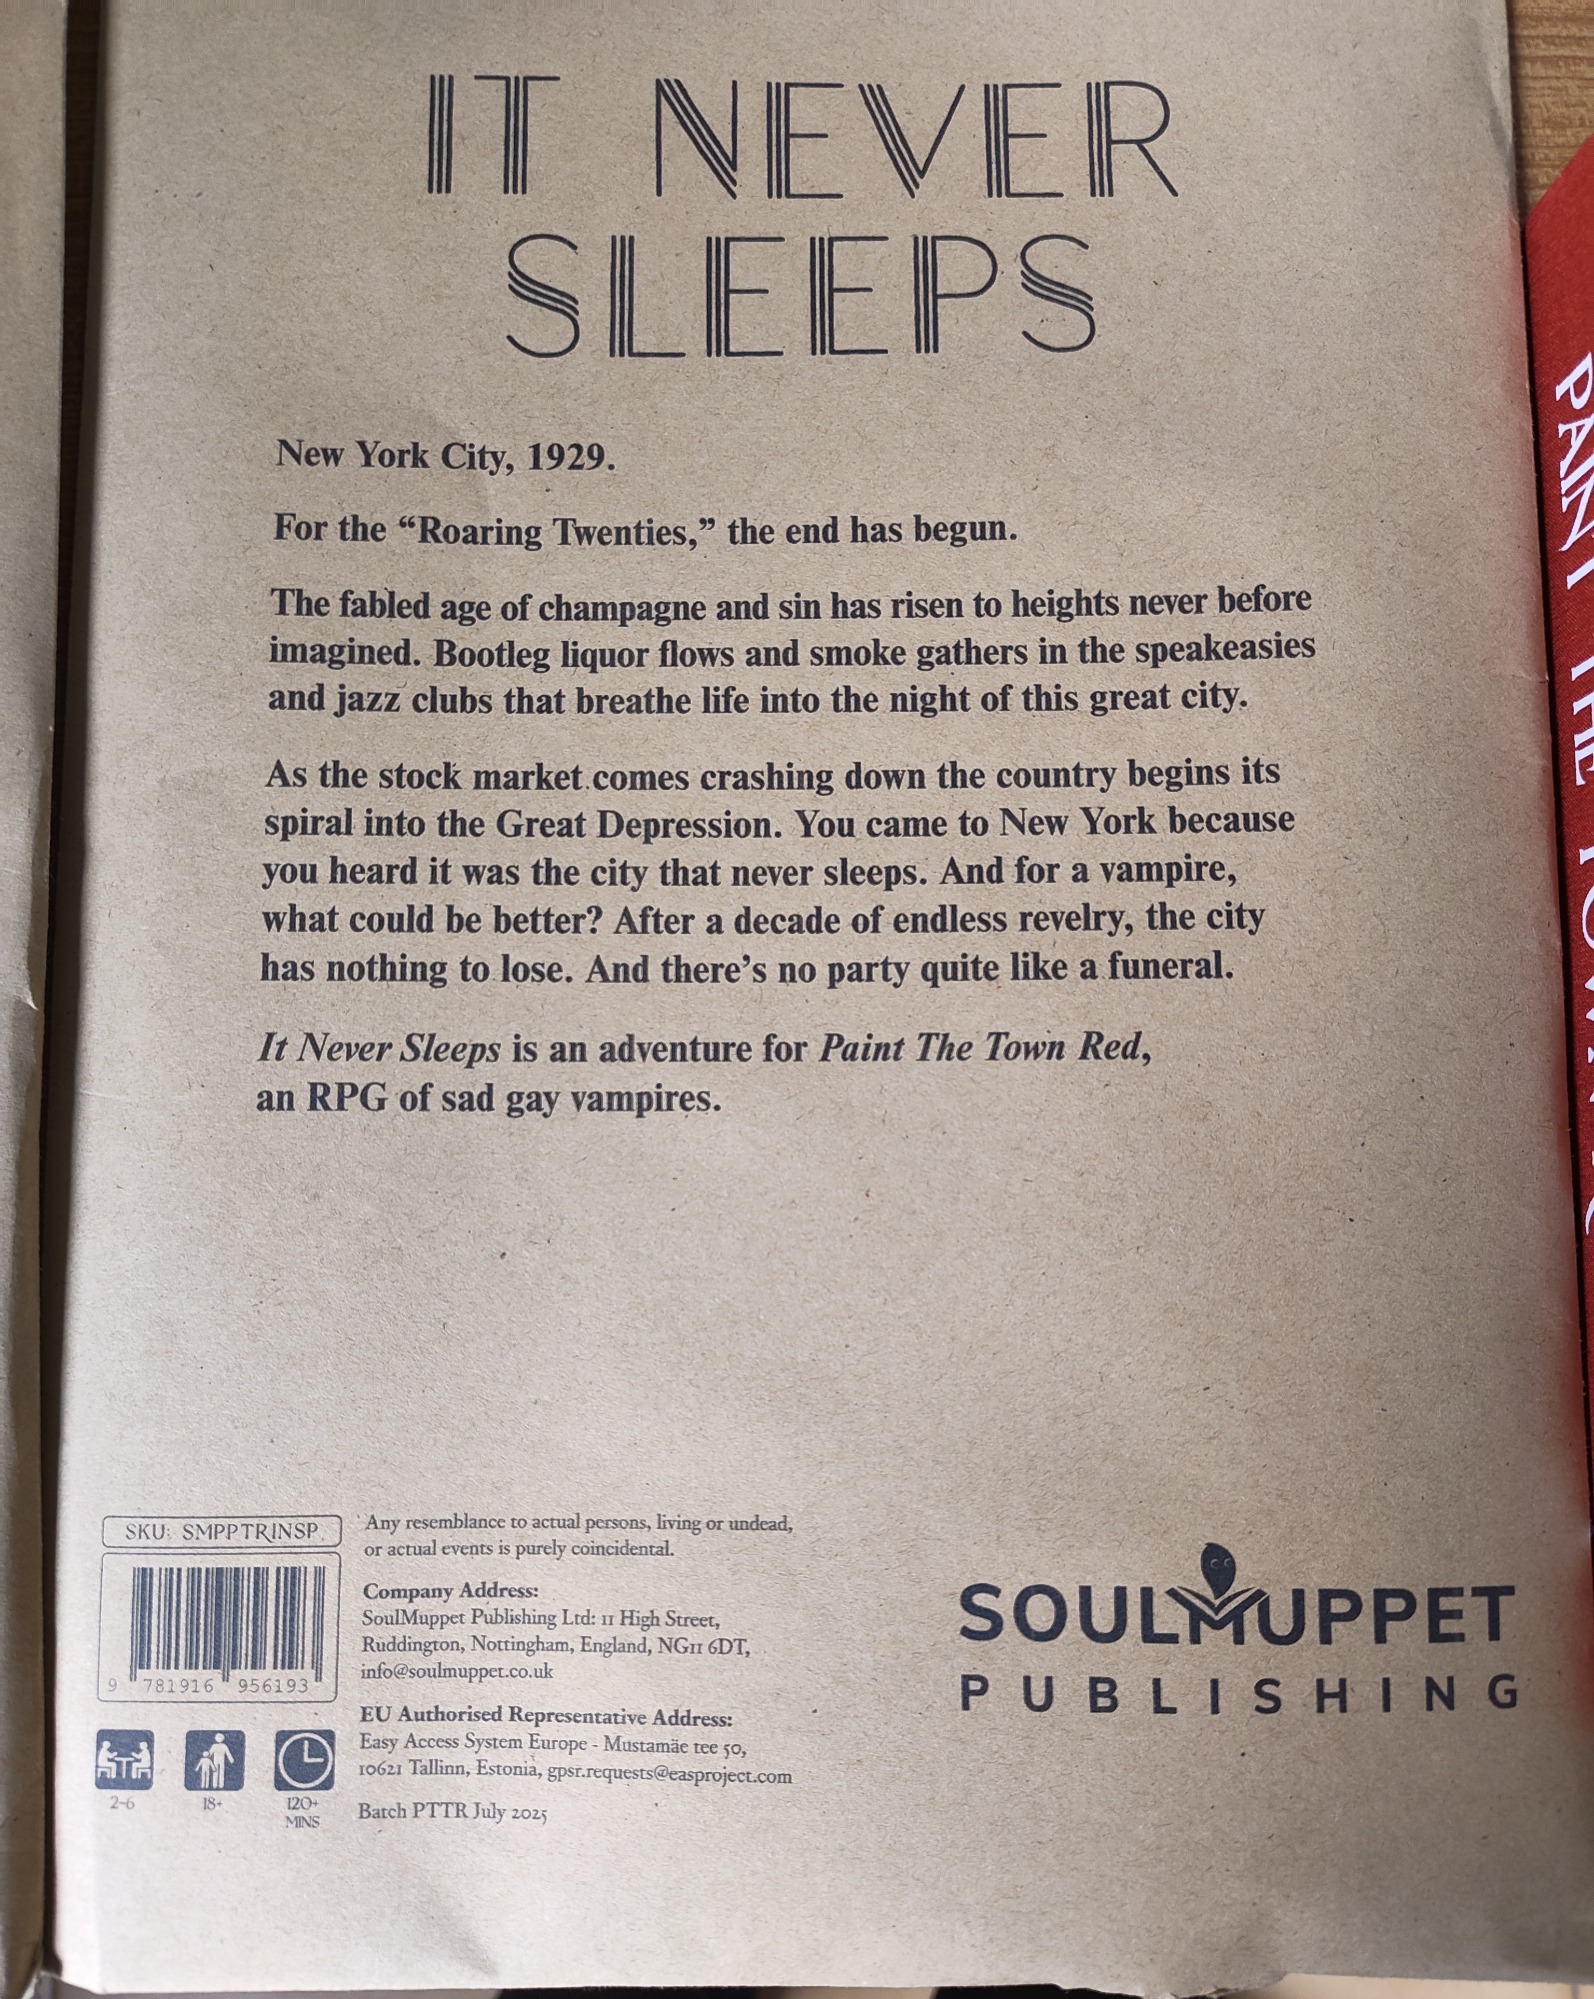 IT NEVER
SLEEPS
New York City, 1929.
For the “Roaring Twenties,” the end has begun.
The fabled age of champagne and sin has risen to heights never before
imagined. Bootleg liquor flows and smoke gathers in the speakeasies
and jazz clubs that breathe life into the night of this great city.
As the stock market comes crashing down the country begins its
spiral into the Great Depression. You came to New York because
you heard it was the city that never sleeps. And for a vampire,
what could be better? After a decade of endless revelry, the city
has nothing to lose. And there’s no party quite like a funeral.
It Never Sleeps is an adventure for Paint The Town Red,
an RPG of sad gay vampires.
SKU: SMPPTRINSP
9 781916 956193
2-6
18+
120+
MINS
Any resemblance to actual persons, living or undead,
or actual events is purely coincidental.
Company Address:
SoulMuppet Publishing Ltd: 11 High Street,
Ruddington, Nottingham, England, NG11 6DT,
info@soulmuppet.co.uk
EU Authorised Representative Address:
Easy Access System Europe - Mustamäe tee 50,
10621 Tallinn, Estonia, gpsr.requests@easproject.com
Batch PTTR July 2025
SOULMUPPET
PUBLISHING
PAINT THE